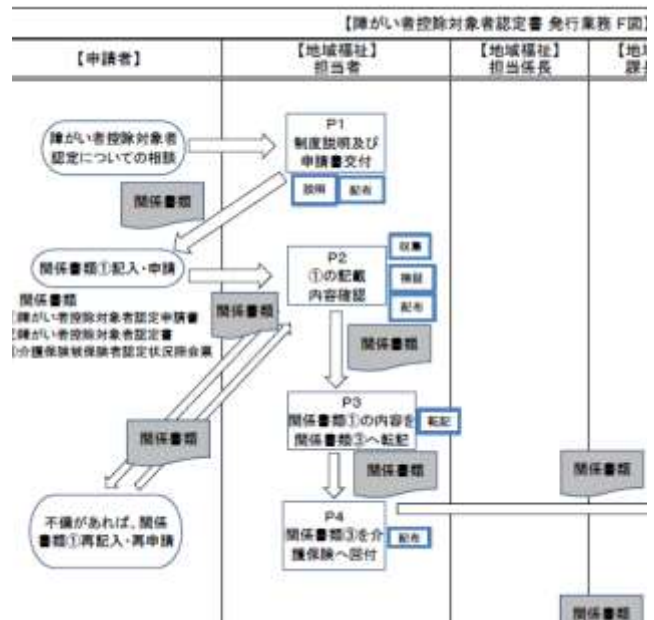 【障がい者控除対象者認定書 発行業務 F図】
【申請者】
【地域福祉】
担当者
【地域福祉】
担当係長
障がい者控除対象者
認定についての相談
P1
制度説明及び
申請書交付
説明
配布
関係書類
関係書類①記入・申請
P2
①の記載
内容確認
収集
検証
配布
関係書類
障がい者控除対象者認定申請書
障がい者控除対象者認定書
介護保険被保険者認定状況照会票
関係書類
関係書類
P3
関係書類①の内容を
関係書類③へ転記
転記
関係書類
関係書類
関係書類
P4
関係書類③を介
護保険へ回付
配布
不備があれば、関係
書類①再記入・再申請
関係書類